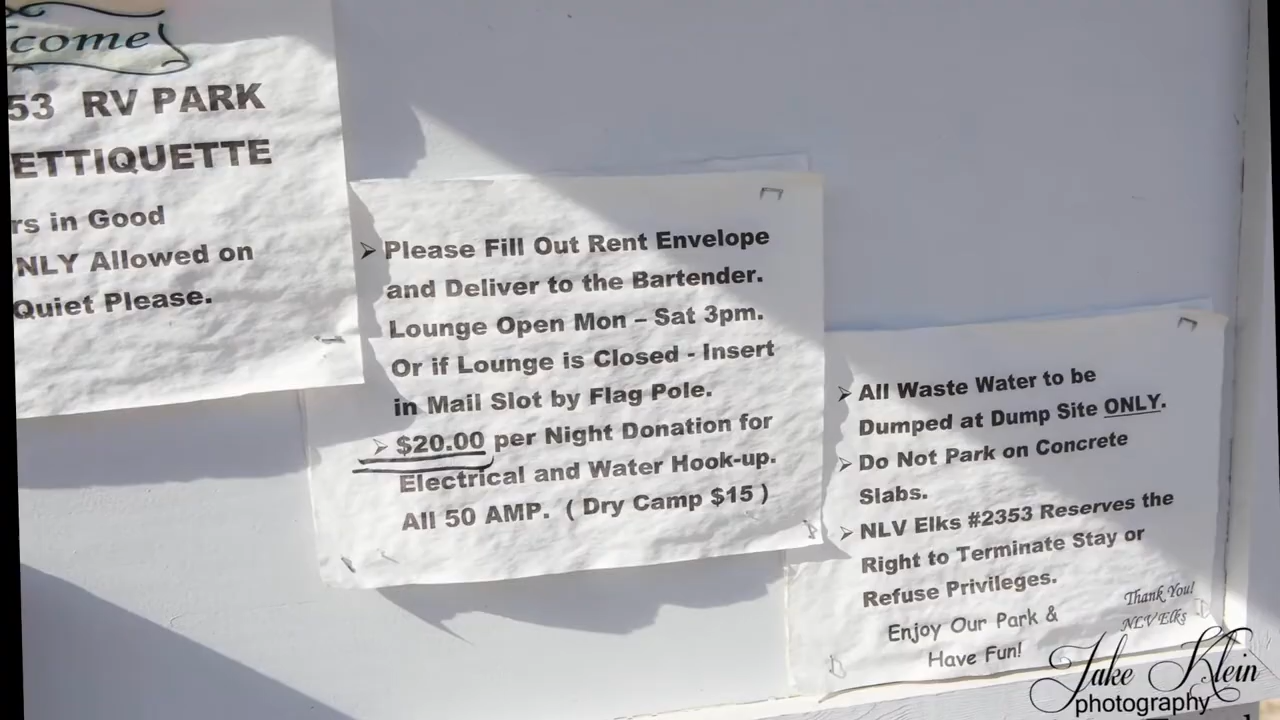 come
53 RV PARK
ETTIQUETTE
rs in Good
NLY Allowed on
Quiet Please.
➢ Please Fill Out Rent Envelope
and Deliver to the Bartender.
Lounge Open Mon – Sat 3pm.
Or if Lounge is Closed - Insert
in Mail Slot by Flag Pole.
➢ $20.00 per Night Donation for
Electrical and Water Hook-up.
All 50 AMP. ( Dry Camp $15 )
➢ All Waste Water to be
Dumped at Dump Site ONLY.
➢ Do Not Park on Concrete
Slabs.
➢ NLV Elks #2353 Reserves the
Right to Terminate Stay or
Refuse Privileges.
Enjoy Our Park &
Have Fun!
Thank You!
NLV Elks
Jake Klein
photography